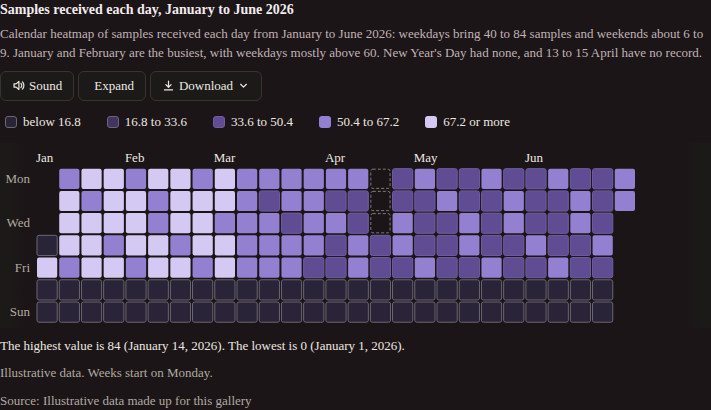 Samples received each day, January to June 2026
Calendar heatmap of samples received each day from January to June 2026: weekdays bring 40 to 84 samples and weekends about 6 to
9. January and February are the busiest, with weekdays mostly above 60. New Year's Day had none, and 13 to 15 April have no record.
Sound Expand Download
below 16.8 16.8 to 33.6 33.6 to 50.4 50.4 to 67.2 67.2 or more
Jan Feb Mar Apr May Jun
Mon
Wed
Fri
Sun
The highest value is 84 (January 14, 2026). The lowest is 0 (January 1, 2026).
Illustrative data. Weeks start on Monday.
Source: Illustrative data made up for this gallery